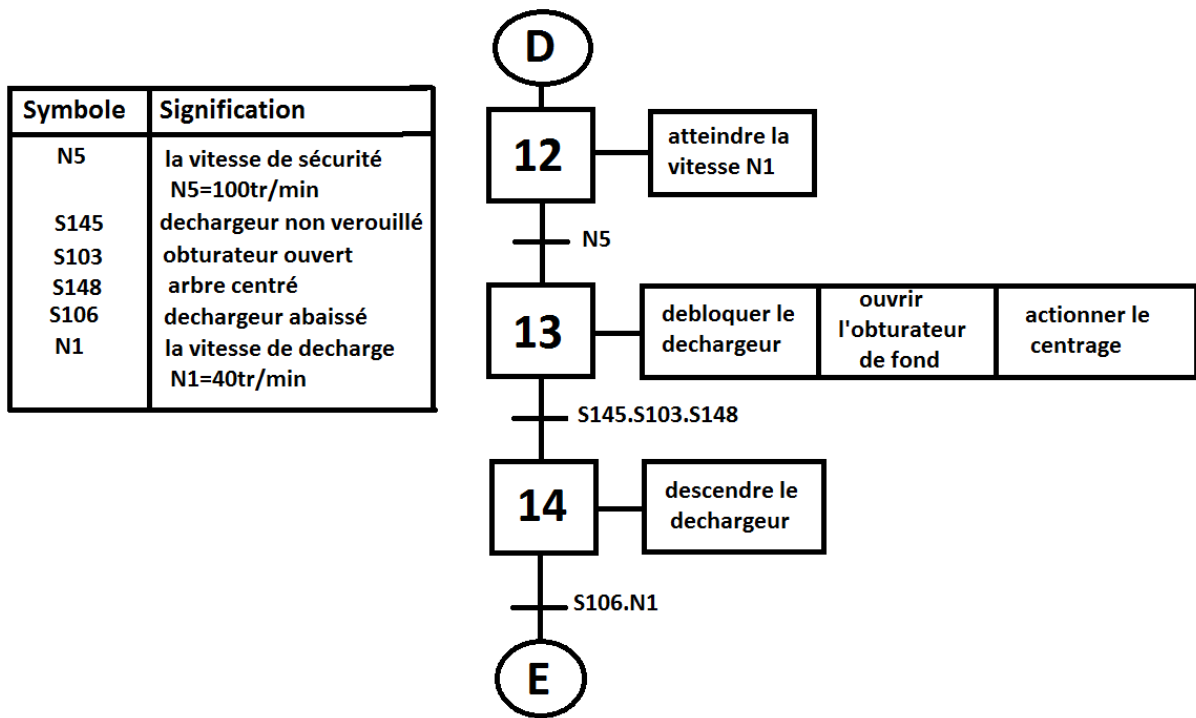 D
Symbole Signification
N5 la vitesse de sécurité
N5=100tr/min
S145 dechargeur non verouillé
S103 obturateur ouvert
S148 arbre centré
S106 dechargeur abaissé
N1 la vitesse de decharge
N1=40tr/min
12
atteindre la
vitesse N1
N5
13
debloquer le
dechargeur
ouvrir
l'obturateur
de fond
actionner le
centrage
S145.S103.S148
14
descendre le
dechargeur
S106.N1
E